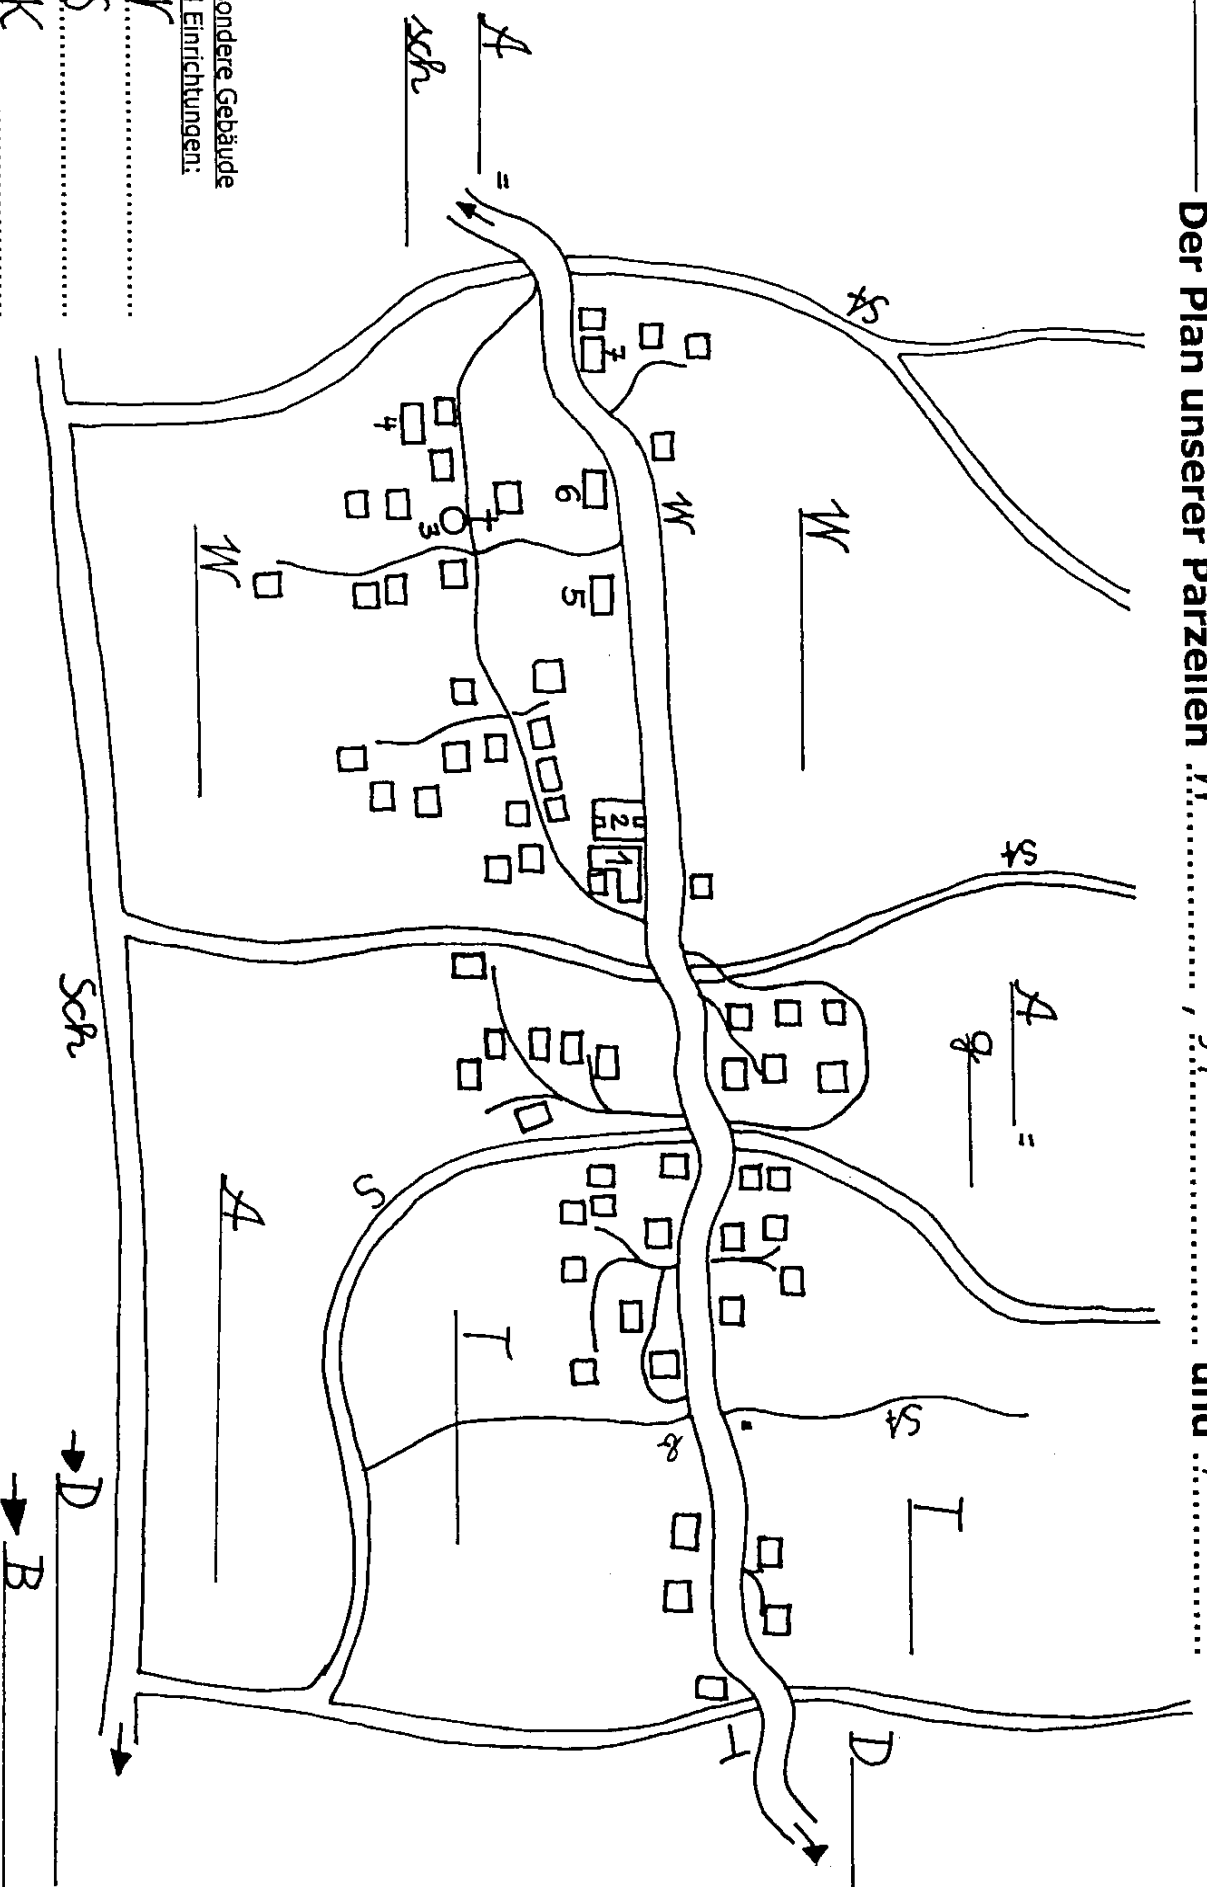 Der Plan unserer Parzellen ............ , ............ und ............
St
A =
g
T
St
D
St
W
T
W
8
7
2 1
6 5
A =
T
sch
3
4
S
A
W
ondere Gebäude
Einrichtungen:
Sch
D
K
B